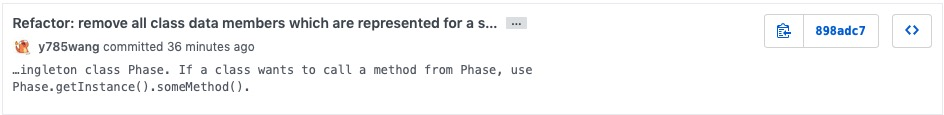 Refactor: remove all class data members which are represented for a s... ...
898adc7
y785wang committed 36 minutes ago
…ingleton class Phase. If a class wants to call a method from Phase, use
Phase.getInstance().someMethod().